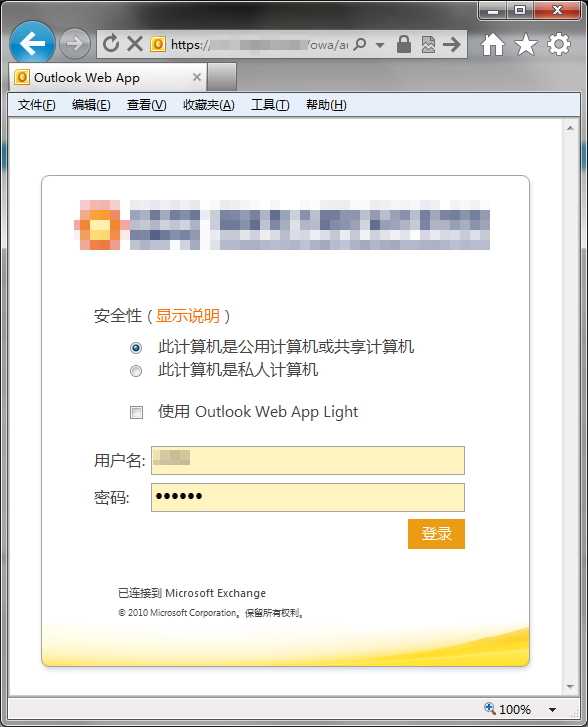 https://
/owa/au
Outlook Web App
文件(F) 编辑(E) 查看(V) 收藏夹(A) 工具(T) 帮助(H)
安全性 ( 显示说明 )
此计算机是公用计算机或共享计算机
此计算机是私人计算机
使用 Outlook Web App Light
用户名:
密码:
登录
已连接到 Microsoft Exchange
© 2010 Microsoft Corporation。保留所有权利。
100%